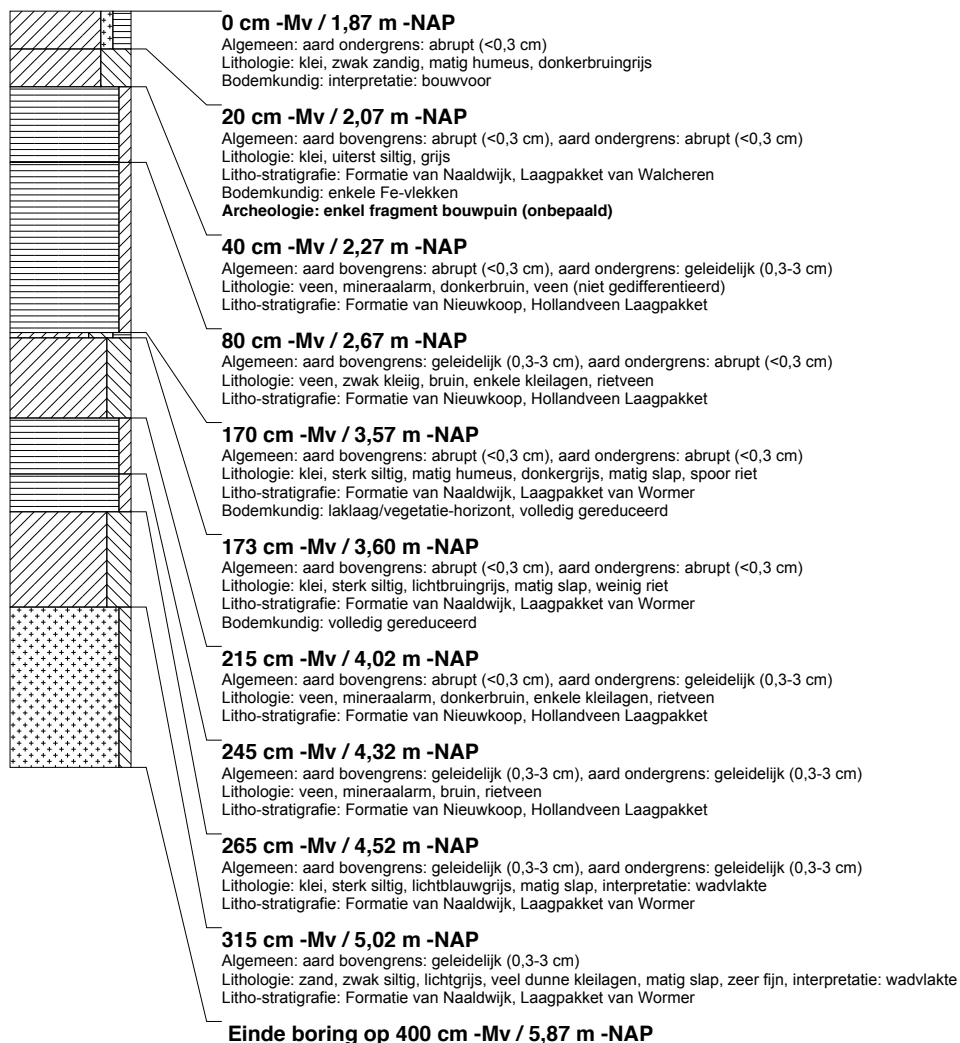 0 cm -Mv / 1,87 m -NAP
Algemeen: aard ondergrens: abrupt (<0,3 cm)
Lithologie: klei, zwak zandig, matig humeus, donkerbruingrijs
Bodemkundig: interpretatie: bouwvoor
20 cm -Mv / 2,07 m -NAP
Algemeen: aard bovengrens: abrupt (<0,3 cm), aard ondergrens: abrupt (<0,3 cm)
Lithologie: klei, uiterst siltig, grijs
Litho-stratigrafie: Formatie van Naaldwijk, Laagpakket van Walcheren
Bodemkundig: enkele Fe-vlekken
Archeologie: enkel fragment bouwpuin (onbepaald)
40 cm -Mv / 2,27 m -NAP
Algemeen: aard bovengrens: abrupt (<0,3 cm), aard ondergrens: geleidelijk (0,3-3 cm)
Lithologie: veen, mineraalarm, donkerbruin, veen (niet gedifferentieerd)
Litho-stratigrafie: Formatie van Nieuwkoop, Hollandveen Laagpakket
80 cm -Mv / 2,67 m -NAP
Algemeen: aard bovengrens: geleidelijk (0,3-3 cm), aard ondergrens: abrupt (<0,3 cm)
Lithologie: veen, zwak kleiig, bruin, enkele kleilagen, rietveen
Litho-stratigrafie: Formatie van Nieuwkoop, Hollandveen Laagpakket
170 cm -Mv / 3,57 m -NAP
Algemeen: aard bovengrens: abrupt (<0,3 cm), aard ondergrens: abrupt (<0,3 cm)
Lithologie: klei, sterk siltig, matig humeus, donkergrijs, matig slap, spoor riet
Litho-stratigrafie: Formatie van Naaldwijk, Laagpakket van Wormer
Bodemkundig: laklaag/vegetatie-horizont, volledig gereduceerd
173 cm -Mv / 3,60 m -NAP
Algemeen: aard bovengrens: abrupt (<0,3 cm), aard ondergrens: abrupt (<0,3 cm)
Lithologie: klei, sterk siltig, lichtbruingrijs, matig slap, weinig riet
Litho-stratigrafie: Formatie van Naaldwijk, Laagpakket van Wormer
Bodemkundig: volledig gereduceerd
215 cm -Mv / 4,02 m -NAP
Algemeen: aard bovengrens: abrupt (<0,3 cm), aard ondergrens: geleidelijk (0,3-3 cm)
Lithologie: veen, mineraalarm, donkerbruin, enkele kleilagen, rietveen
Litho-stratigrafie: Formatie van Nieuwkoop, Hollandveen Laagpakket
245 cm -Mv / 4,32 m -NAP
Algemeen: aard bovengrens: geleidelijk (0,3-3 cm), aard ondergrens: geleidelijk (0,3-3 cm)
Lithologie: veen, mineraalarm, bruin, rietveen
Litho-stratigrafie: Formatie van Nieuwkoop, Hollandveen Laagpakket
265 cm -Mv / 4,52 m -NAP
Algemeen: aard bovengrens: geleidelijk (0,3-3 cm), aard ondergrens: geleidelijk (0,3-3 cm)
Lithologie: klei, sterk siltig, lichtblauwgrijs, matig slap, interpretatie: wadvlakte
Litho-stratigrafie: Formatie van Naaldwijk, Laagpakket van Wormer
315 cm -Mv / 5,02 m -NAP
Algemeen: aard bovengrens: geleidelijk (0,3-3 cm)
Lithologie: zand, zwak siltig, lichtgrijs, veel dunne kleilagen, matig slap, zeer fijn, interpretatie: wadvlakte
Litho-stratigrafie: Formatie van Naaldwijk, Laagpakket van Wormer
Einde boring op 400 cm -Mv / 5,87 m -NAP